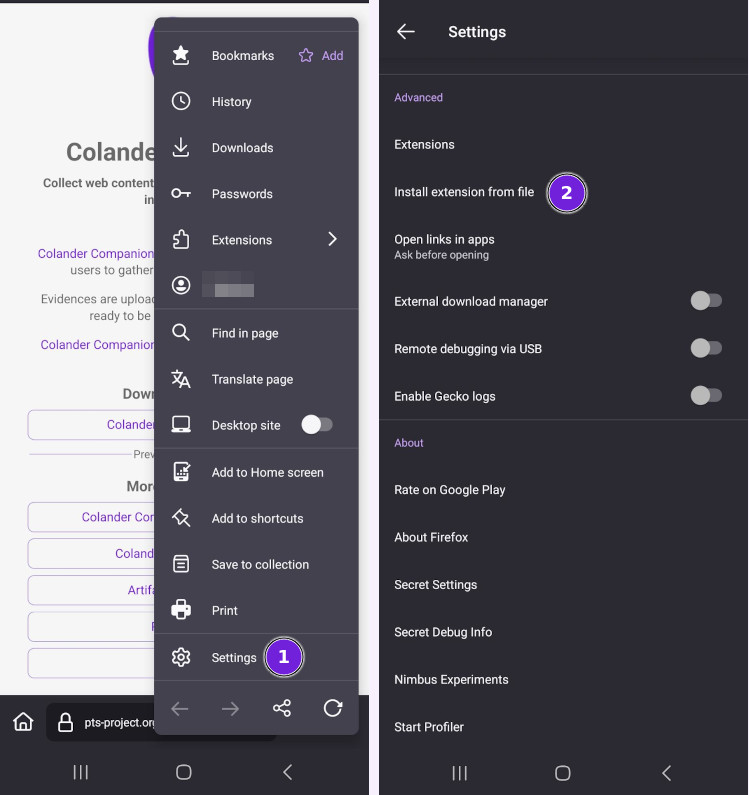 Bookmarks
Add
History
Downloads
Passwords
Extensions
Find in page
Translate page
Desktop site
Add to Home screen
Add to shortcuts
Save to collection
Print
Settings
1
Colande
Collect web content
in
Colander Companion
users to gather
Evidences are uploa
ready to be
Colander Companion
Down
Colande
Prev
More
Colander Com
Coland
Artifa
pts-project.org
Settings
Advanced
Extensions
Install extension from file
2
Open links in apps
Ask before opening
External download manager
Remote debugging via USB
Enable Gecko logs
About
Rate on Google Play
About Firefox
Secret Settings
Secret Debug Info
Nimbus Experiments
Start Profiler